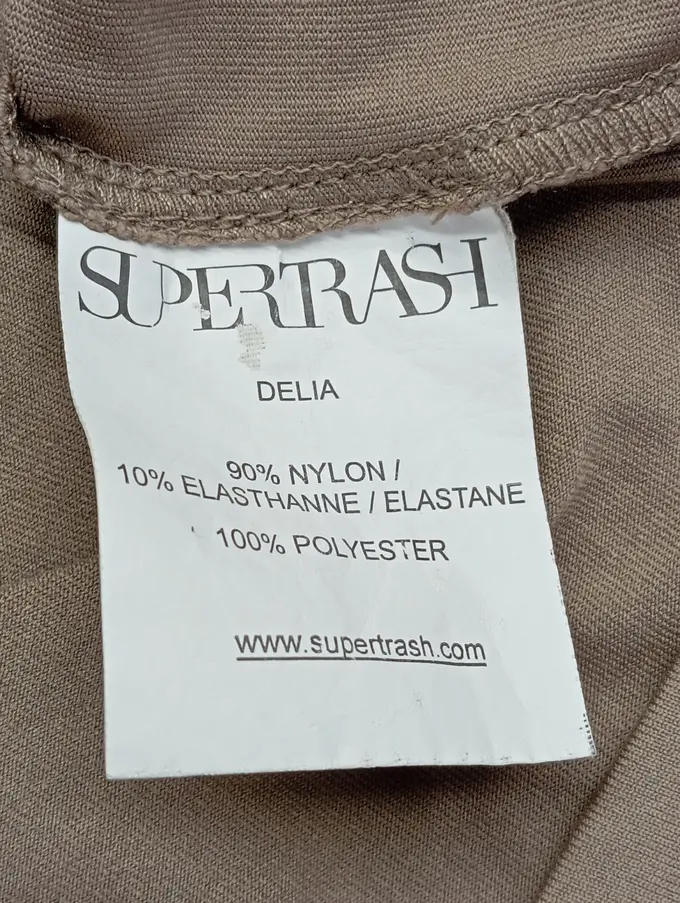 SUPERTRASH
DELIA
90% NYLON /
10% ELASTHANNE / ELASTANE
100% POLYESTER
www.supertrash.com